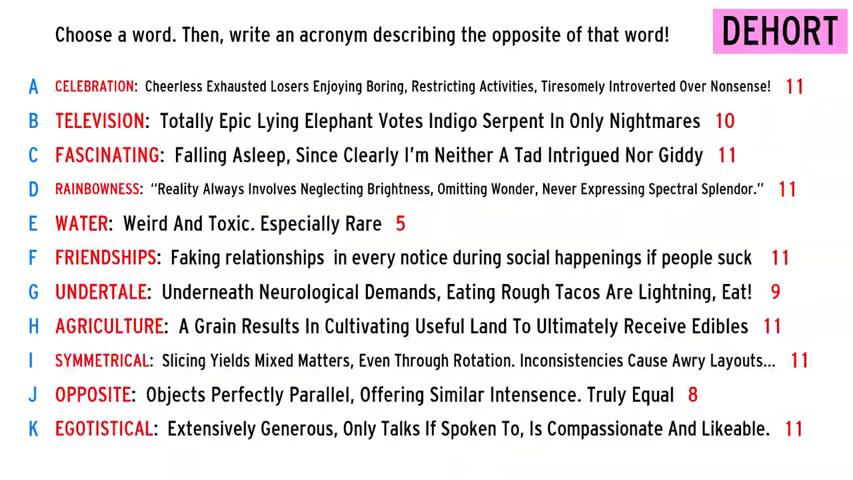 Choose a word. Then, write an acronym describing the opposite of that word!
DEHORT
A CELEBRATION: Cheerless Exhausted Losers Enjoying Boring, Restricting Activities, Tiresomely Introverted Over Nonsense! 11
B TELEVISION: Totally Epic Lying Elephant Votes Indigo Serpent In Only Nightmares 10
C FASCINATING: Falling Asleep, Since Clearly I'm Neither A Tad Intrigued Nor Giddy 11
D RAINBOWNESS: “Reality Always Involves Neglecting Brightness, Omitting Wonder, Never Expressing Spectral Splendor.” 11
E WATER: Weird And Toxic. Especially Rare 5
F FRIENDSHIPS: Faking relationships in every notice during social happenings if people suck 11
G UNDERTALE: Underneath Neurological Demands, Eating Rough Tacos Are Lightning, Eat! 9
H AGRICULTURE: A Grain Results In Cultivating Useful Land To Ultimately Receive Edibles 11
I SYMMETRICAL: Slicing Yields Mixed Matters, Even Through Rotation. Inconsistencies Cause Awry Layouts... 11
J OPPOSITE: Objects Perfectly Parallel, Offering Similar Intensence. Truly Equal 8
K EGOTISTICAL: Extensively Generous, Only Talks If Spoken To, Is Compassionate And Likeable. 11